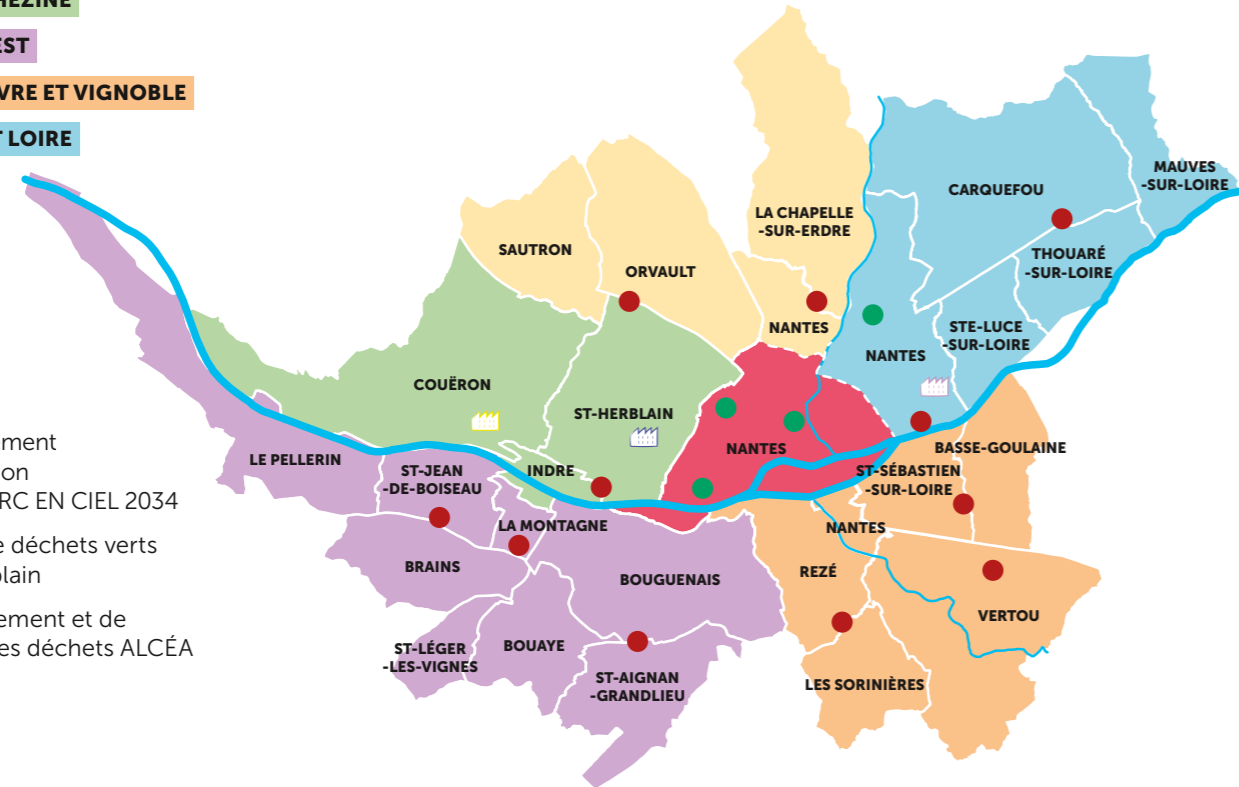 HÉZINE
EST
VRE ET VIGNOBLE
T LOIRE
MAUVES
-SUR-LOIRE
CARQUEFOU
LA CHAPELLE
-SUR-ERDRE
THOUARÉ
-SUR-LOIRE
SAUTRON
ORVAULT
NANTES
STE-LUCE
-SUR-LOIRE
NANTES
COUËRON
ST-HERBLAIN
NANTES
BASSE-GOULAINE
LE PELLERIN
ST-JEAN
-DE-BOISEAU
INDRE
ST-SÉBASTIEN
-SUR-LOIRE
LA MONTAGNE
NANTES
BRAINS
BOUGUENAIS
REZÉ
VERTOU
ST-LÉGER
-LES-VIGNES
BOUAYE
ST-AIGNAN
-GRANDLIEU
LES SORINIÈRES
ement
on
RC EN CIEL 2034
e déchets verts
plain
ement et de
es déchets ALCÉA